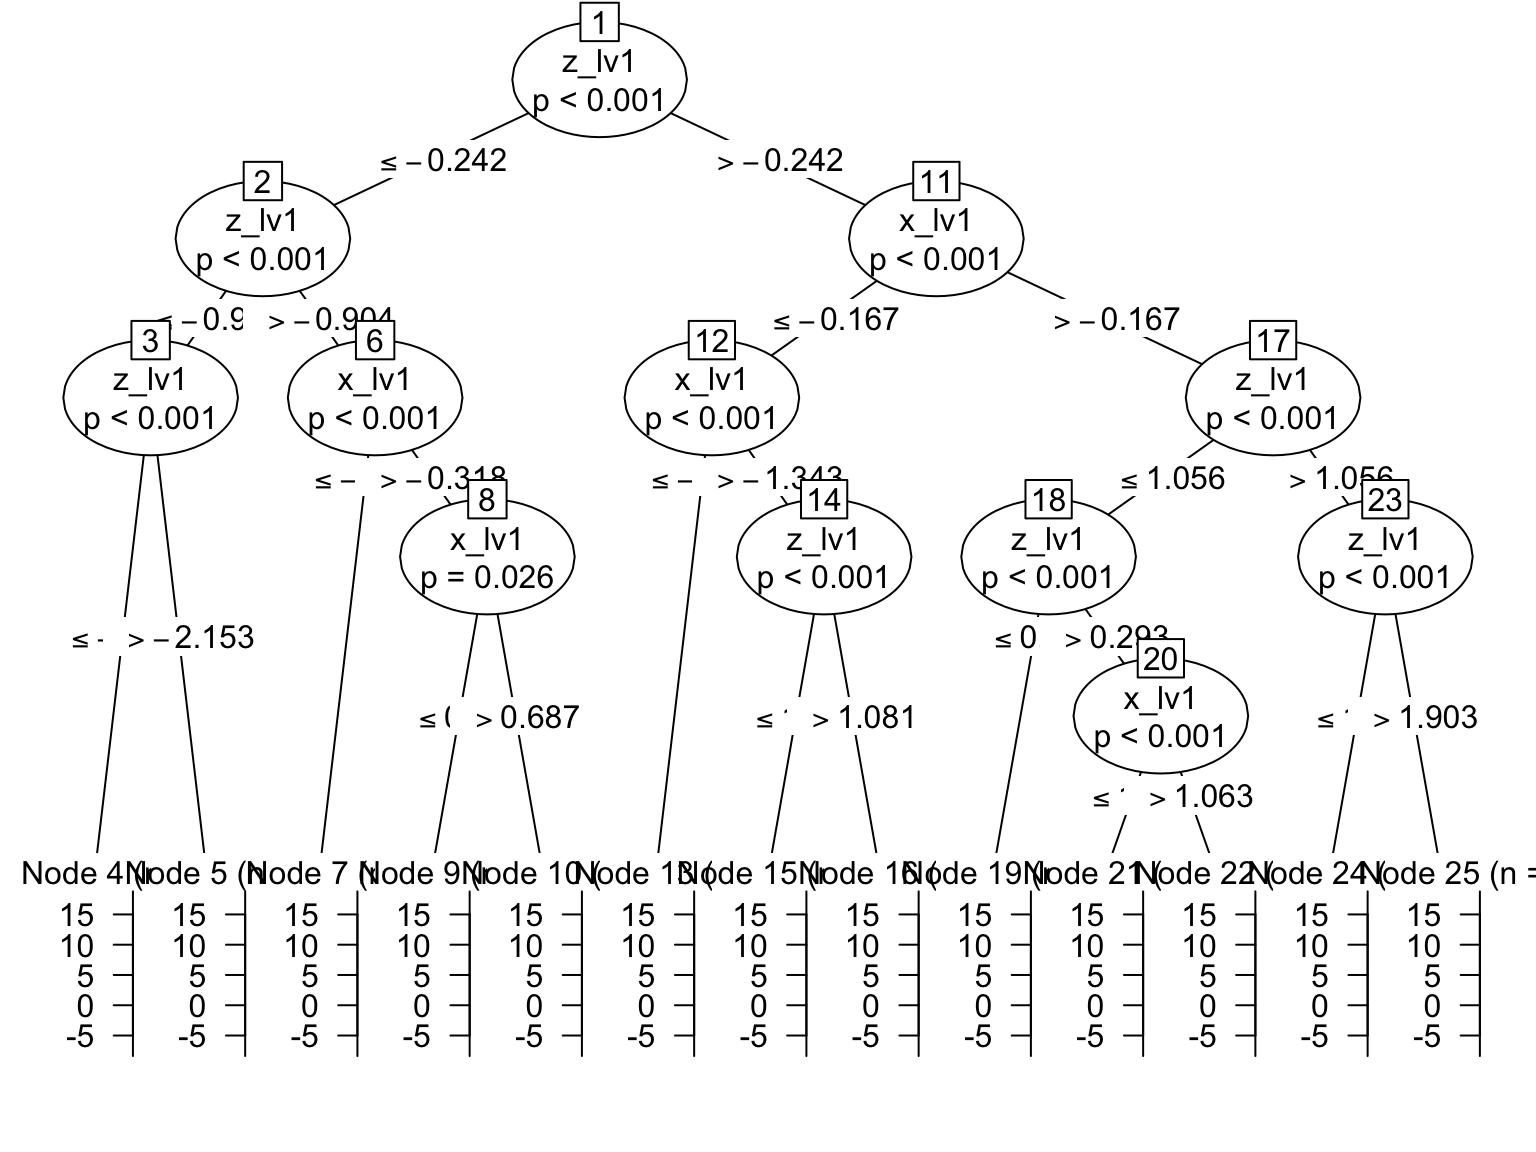 1
z_lv1
p < 0.001
≤ −0.242 > −0.242
2 11
z_lv1 x_lv1
p < 0.001 p < 0.001
> −0.904 ≤ −0.167 > −0.167
3 6 12 17
z_lv1 x_lv1 x_lv1 z_lv1
p < 0.001 p < 0.001 p < 0.001 p < 0.001
≤ − > −0.318 ≤ − > −1.343 ≤ 1.056 > 1.056
8 14 18 23
x_lv1 z_lv1 z_lv1 z_lv1
p = 0.026 p < 0.001 p < 0.001 p < 0.001
≤ > −2.153 ≤ 0 > 0.293
20
x_lv1
p < 0.001
≤ > 0.687 ≤ > 1.081 ≤ > 1.903
≤ > 1.063
Node 4 Node 5 Node 7 Node 9 Node 10 Node 13 Node 15 Node 16 Node 19 Node 21 Node 22 Node 24 Node 25 (n =
15 15 15 15 15 15 15 15 15 15 15 15 15
10 10 10 10 10 10 10 10 10 10 10 10 10
5 5 5 5 5 5 5 5 5 5 5 5 5
0 0 0 0 0 0 0 0 0 0 0 0 0
-5 -5 -5 -5 -5 -5 -5 -5 -5 -5 -5 -5 -5